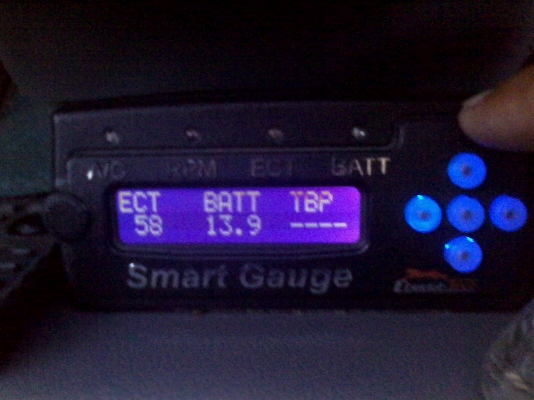 A/C RPM ECT BATT
ECT BATT TBP
58 13.9 ----
Smart Gauge